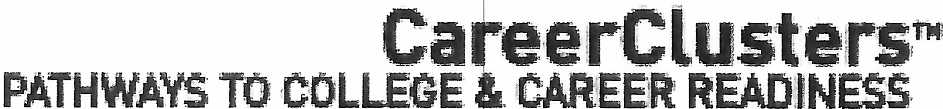 CareerClusters™
PATHWAYS TO COLLEGE & CAREER READINESS